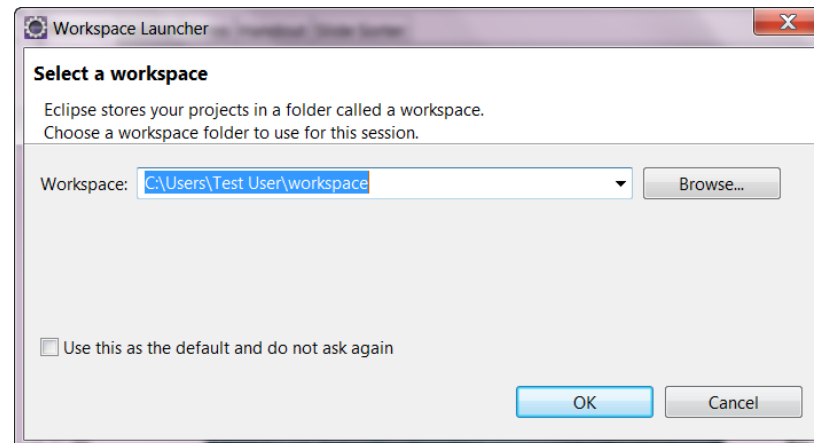 Workspace Launcher
Select a workspace
Eclipse stores your projects in a folder called a workspace.
Choose a workspace folder to use for this session.
Workspace: C:\Users\Test User\workspace Browse...
Use this as the default and do not ask again
OK Cancel